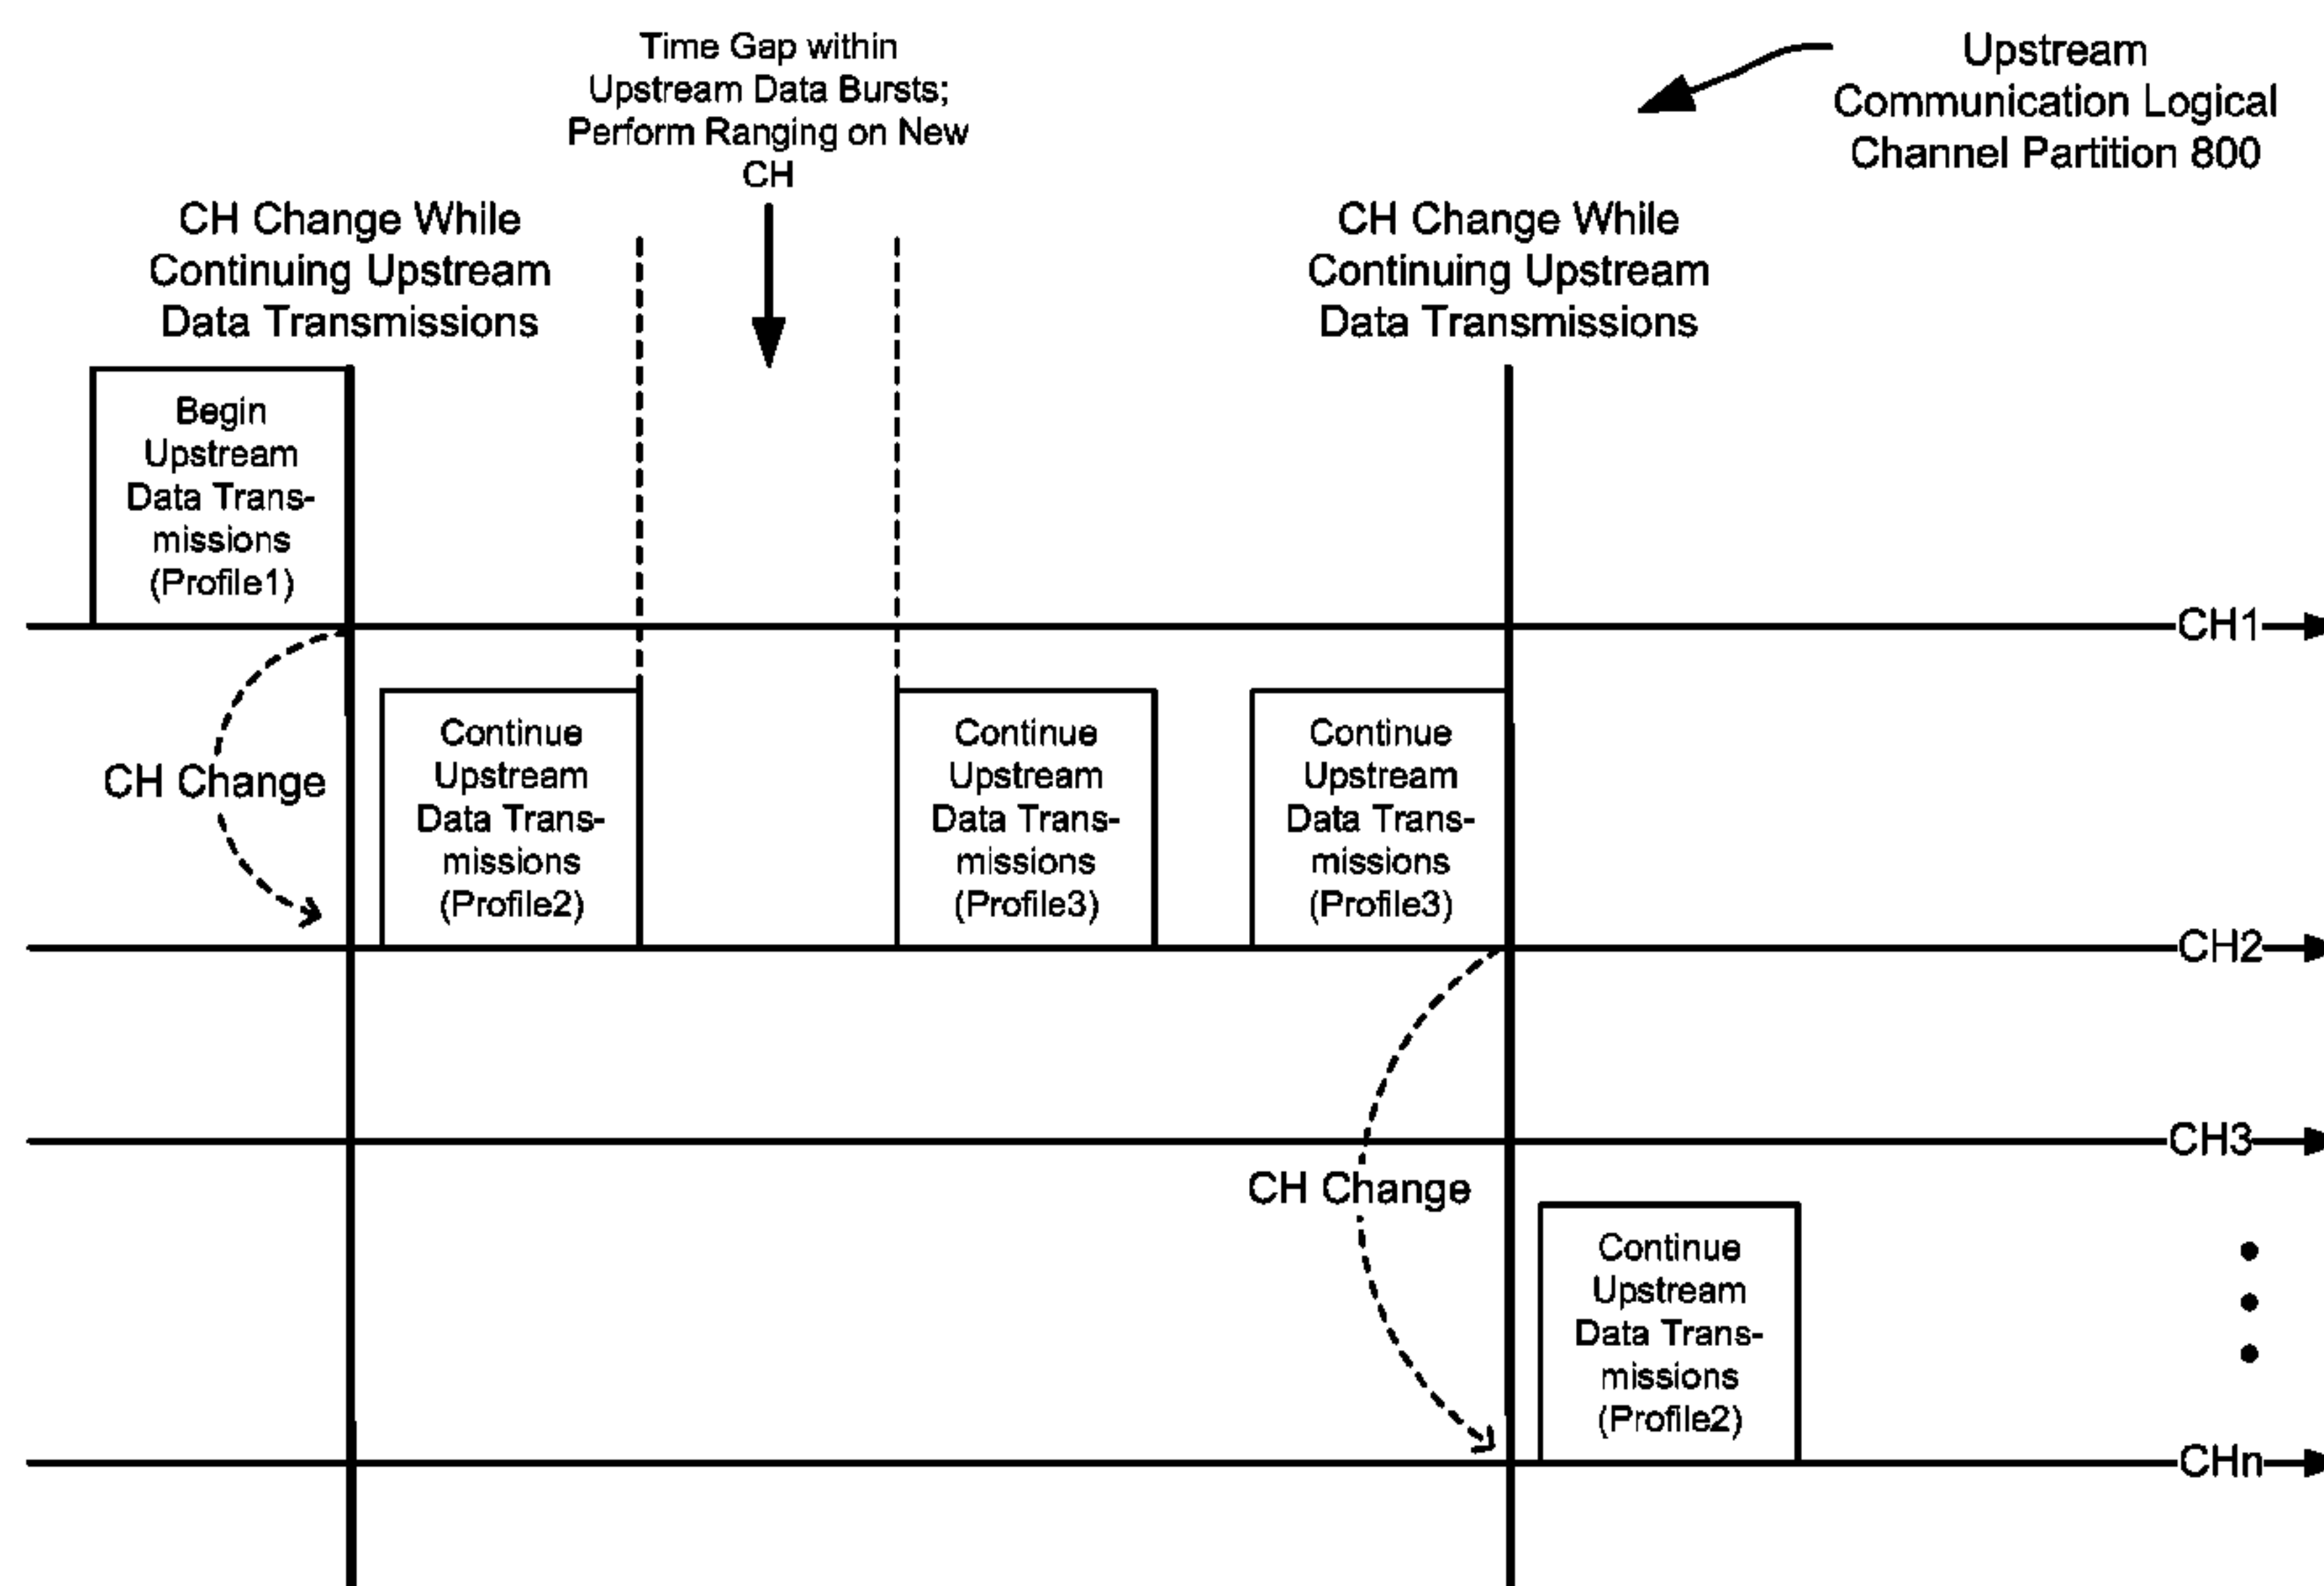 Time Gap within
Upstream Data Bursts;
Perform Ranging on New
CH
Upstream
Communication Logical
Channel Partition 800
CH Change While
Continuing Upstream
Data Transmissions
CH Change While
Continuing Upstream
Data Transmissions
Begin
Upstream
Data Trans-
missions
(Profile1)
CH1
CH Change
Continue
Upstream
Data Trans-
missions
(Profile2)
Continue
Upstream
Data Trans-
missions
(Profile3)
Continue
Upstream
Data Trans-
missions
(Profile3)
CH2
CH3
CH Change
Continue
Upstream
Data Trans-
missions
(Profile2)
CHn